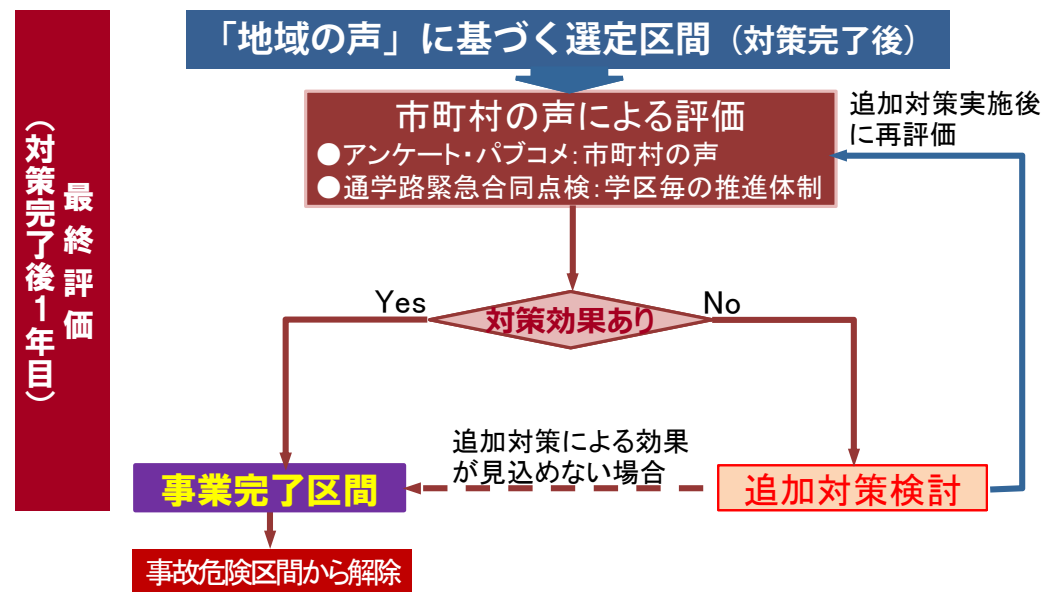 「地域の声」に基づく選定区間（対策完了後）
最終評価
（対策完了後１年目）
市町村の声による評価
●アンケート・パブコメ：市町村の声
●通学路緊急合同点検：学区毎の推進体制
追加対策実施後
に再評価
Yes
対策効果あり
No
追加対策による効果
が見込めない場合
事業完了区間
追加対策検討
事故危険区間から解除